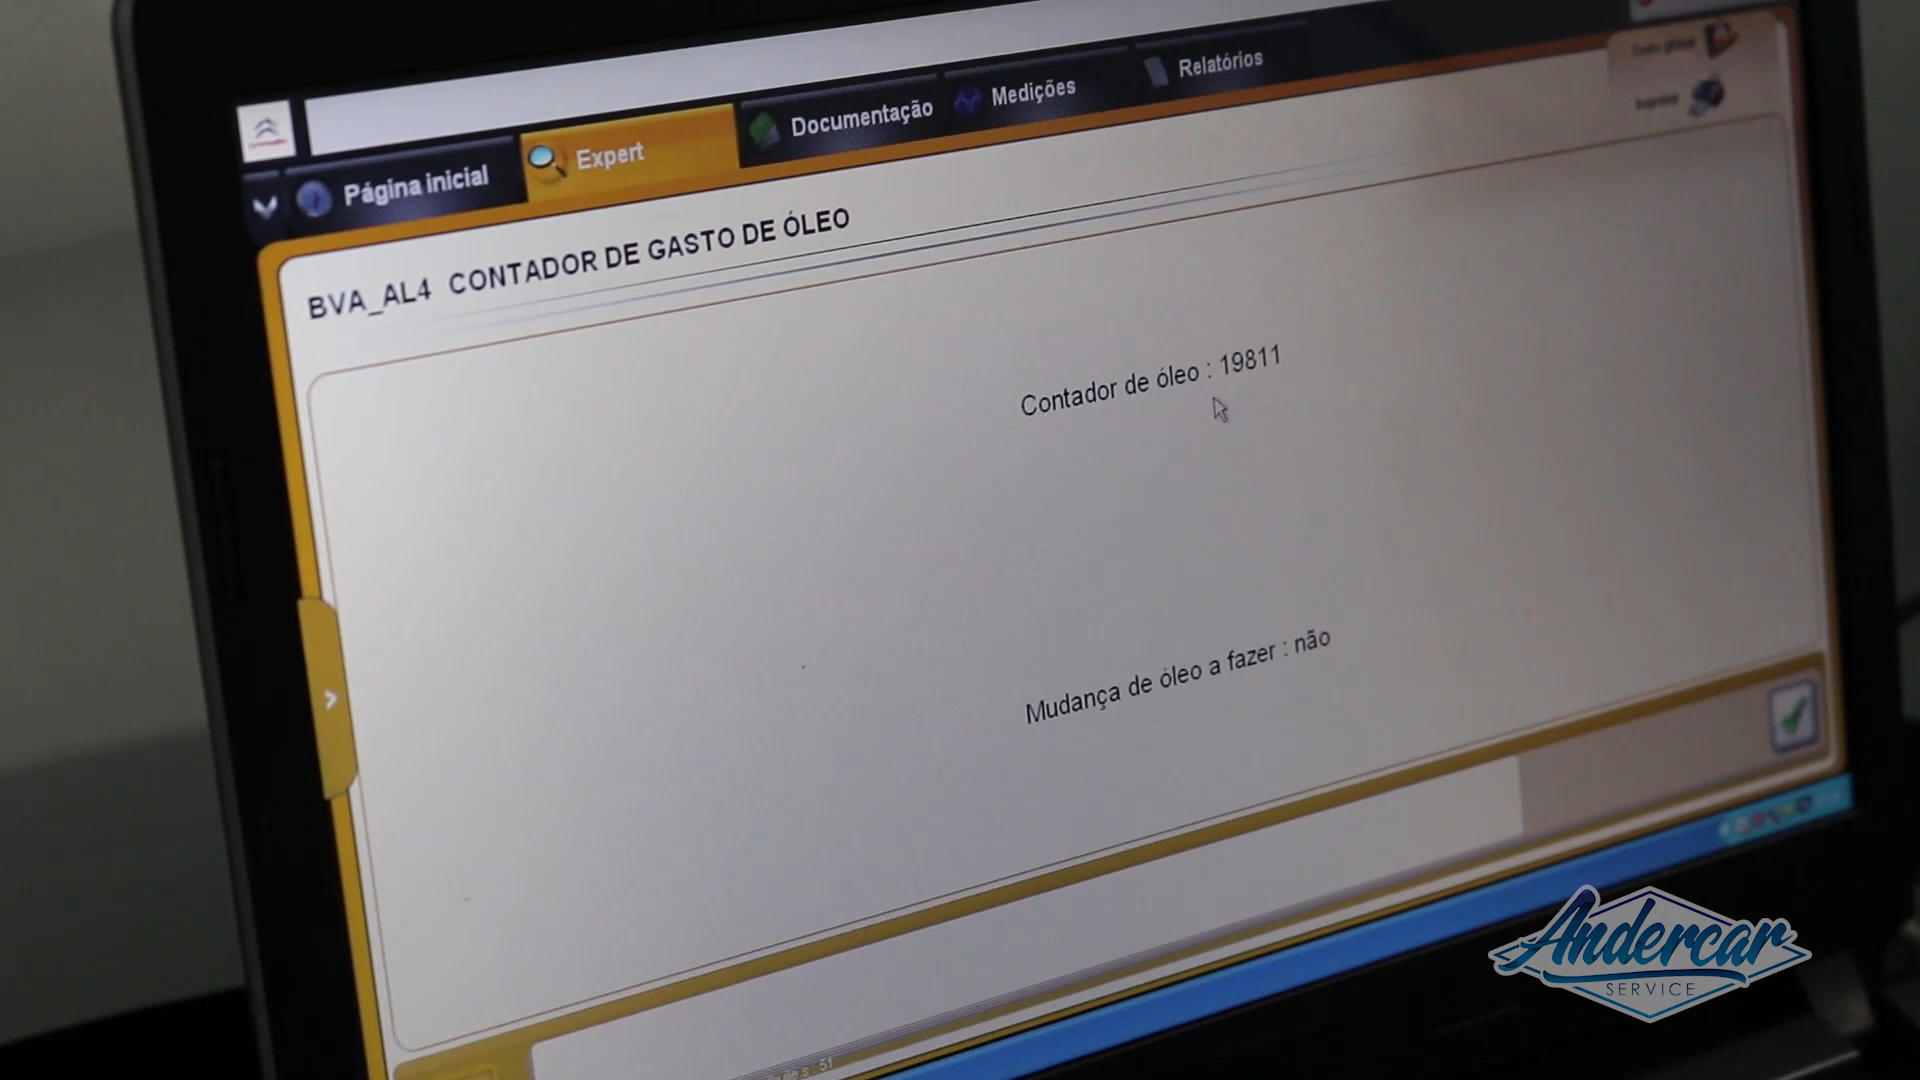 Página inicial
Expert
Documentação
Medições
Relatórios
BVA_AL4 CONTADOR DE GASTO DE ÓLEO
Contador de óleo : 19811
Mudança de óleo a fazer : não
Andercar
SERVICE